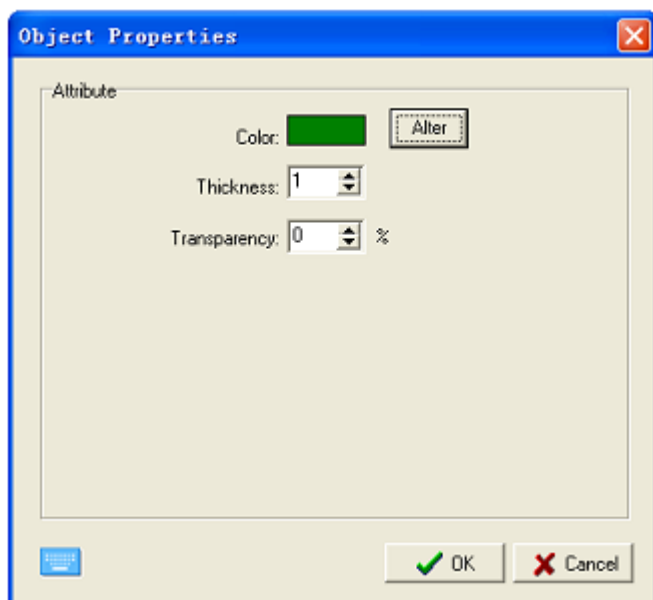 Object Properties
Attribute
Color: Alter
Thickness: 1
Transparency: 0 %
OK Cancel